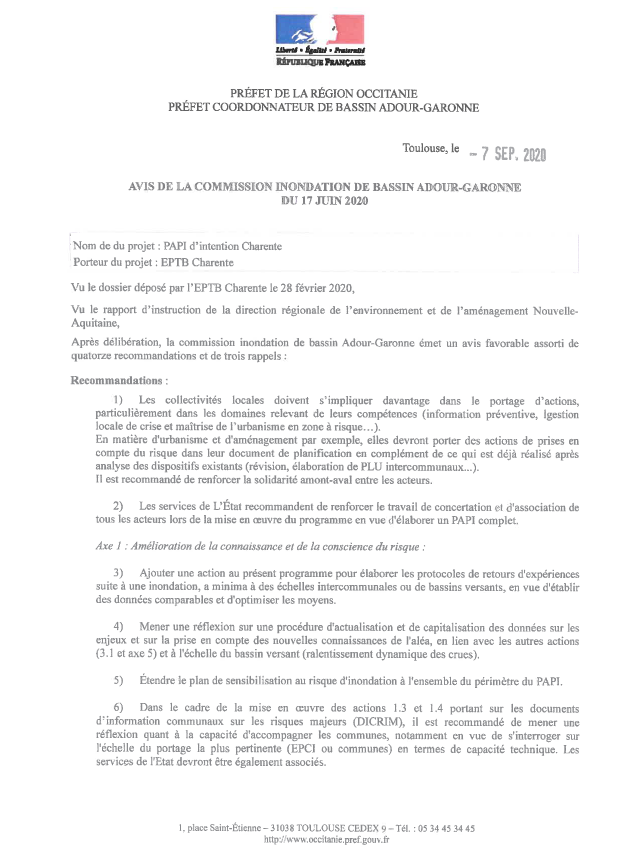 Liberté • Égalité • Fraternité
RÉPUBLIQUE FRANÇAISE
PRÉFET DE LA RÉGION OCCITANIE
PRÉFET COORDONNATEUR DE BASSIN ADOUR-GARONNE
Toulouse, le – 7 SEP. 2020
AVIS DE LA COMMISSION INONDATION DE BASSIN ADOUR-GARONNE
DU 17 JUIN 2020
Nom de du projet : PAPI d'intention Charente
Porteur du projet : EPTB Charente
Vu le dossier déposé par l'EPTB Charente le 28 février 2020,
Vu le rapport d'instruction de la direction régionale de l'environnement et de l'aménagement Nouvelle-
Aquitaine,
Après délibération, la commission inondation de bassin Adour-Garonne émet un avis favorable assorti de
quatorze recommandations et de trois rappels :
Recommandations :
1) Les collectivités locales doivent s'impliquer davantage dans le portage d'actions,
particulièrement dans les domaines relevant de leurs compétences (information préventive, lgestion
locale de crise et maîtrise de l'urbanisme en zone à risque…).
En matière d'urbanisme et d'aménagement par exemple, elles devront porter des actions de prises en
compte du risque dans leur document de planification en complément de ce qui est déjà réalisé après
analyse des dispositifs existants (révision, élaboration de PLU intercommunaux...).
Il est recommandé de renforcer la solidarité amont-aval entre les acteurs.
2) Les services de L'État recommandent de renforcer le travail de concertation et d'association de
tous les acteurs lors de la mise en œuvre du programme en vue d'élaborer un PAPI complet.
Axe 1 : Amélioration de la connaissance et de la conscience du risque :
3) Ajouter une action au présent programme pour élaborer les protocoles de retours d'expériences
suite à une inondation, a minima à des échelles intercommunales ou de bassins versants, en vue d'établir
des données comparables et d'optimiser les moyens.
4) Mener une réflexion sur une procédure d'actualisation et de capitalisation des données sur les
enjeux et sur la prise en compte des nouvelles connaissances de l'aléa, en lien avec les autres actions
(3.1 et axe 5) et à l'échelle du bassin versant (ralentissement dynamique des crues).
5) Étendre le plan de sensibilisation au risque d'inondation à l'ensemble du périmètre du PAPI.
6) Dans le cadre de la mise en œuvre des actions 1.3 et 1.4 portant sur les documents
d'information communaux sur les risques majeurs (DICRIM), il est recommandé de mener une
réflexion quant à la capacité d'accompagner les communes, notamment en vue de s'interroger sur
l'échelle du portage la plus pertinente (EPCI ou communes) en termes de capacité technique. Les
services de l'Etat devront être également associés.
1, place Saint-Étienne – 31038 TOULOUSE CEDEX 9 – Tél. : 05 34 45 34 45
http://www.occitanie.pref.gouv.fr